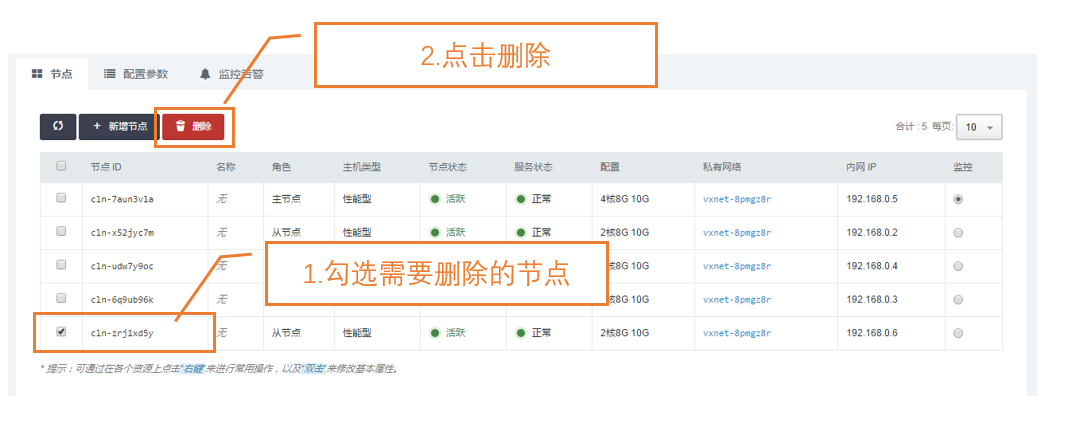 2.点击删除
节点 配置参数 监控告警
+ 新增节点 删除 合计 : 5 每页: 10
节点 ID 名称 角色 主机类型 节点状态 服务状态 配置 私有网络 内网 IP 监控
cln-7aun3vla 无 主节点 性能型 活跃 正常 4核8G 10G vxnet-8pmgz8r 192.168.0.5
cln-x52jyc7m 无 从节点 性能型 活跃 正常 2核8G 10G vxnet-8pmgz8r 192.168.0.2
1.勾选需要删除的节点
cln-udw7y9oc 无 核8G 10G vxnet-8pmgz8r 192.168.0.4
cln-6q9ub96k 无 核8G 10G vxnet-8pmgz8r 192.168.0.3
cln-zrj1xd5y 无 从节点 性能型 活跃 正常 2核8G 10G vxnet-8pmgz8r 192.168.0.6
* 提示：可通过在各个资源上点击"右键"来进行常用操作，以及"双击"来修改基本属性。